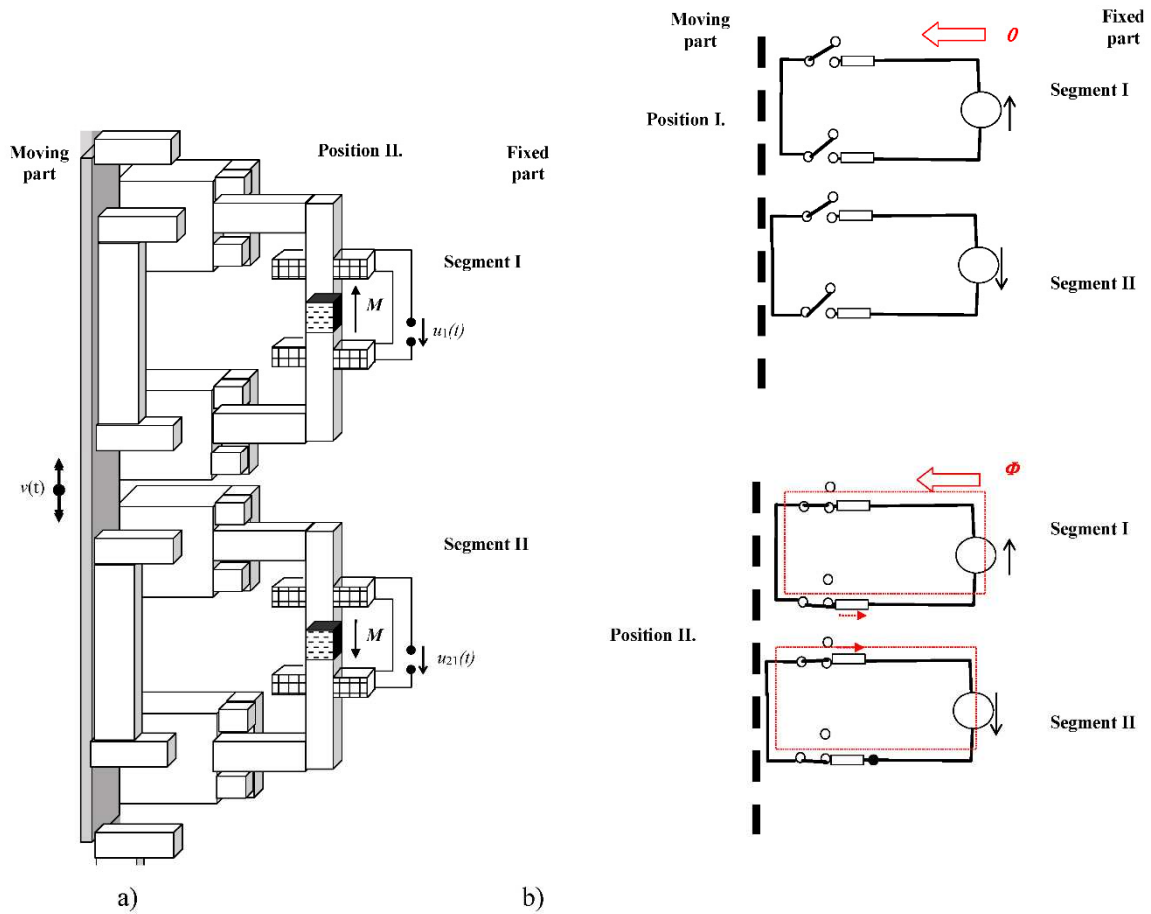 Moving
part
Position II.
Fixed
part
Segment I
M
u1(t)
v(t)
Segment II
M
u21(t)
a)
Moving
part
0
Fixed
part
Segment I
Position I.
Segment II
Φ
Segment I
Position II.
Segment II
b)